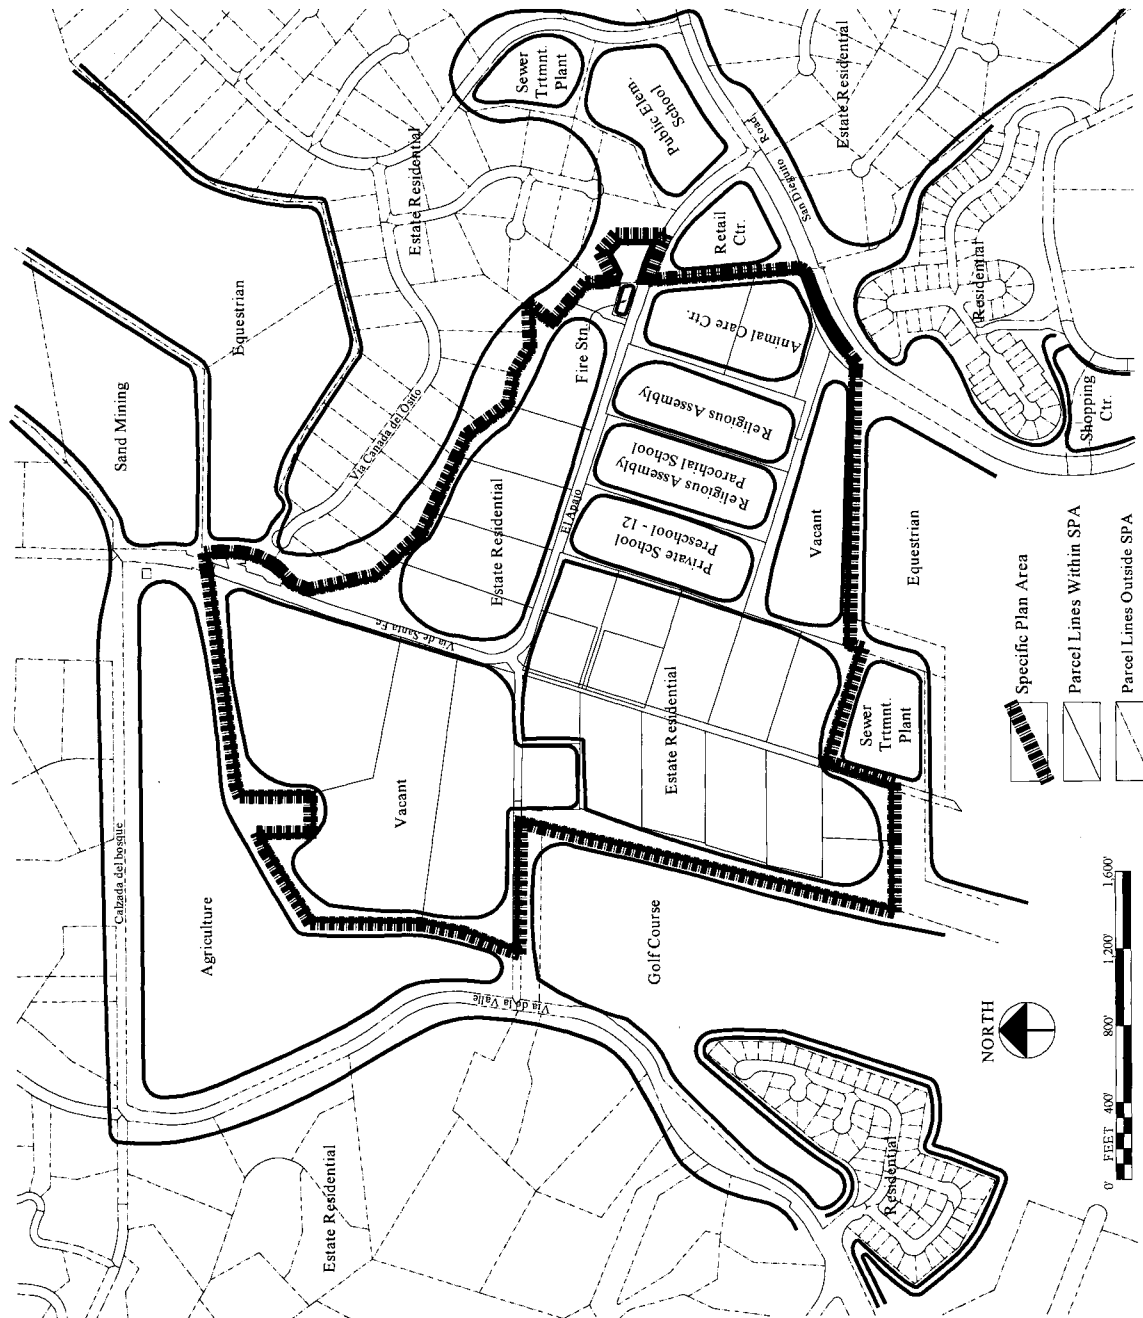 Sewer
Trtmnt.
Plant
Public Elem.
School
Estate Residential
Estate Residential
San Dieguito
Road
Retail
Ctr.
Equestrian
Residential
Sand Mining
Fire Stn.
Animal Care Ctr.
Religious Assembly
Religious Assembly
Parochial School
Private School
Preschool - 12
Shopping
Ctr.
Via Canada del Osito
Estate Residential
El Apajo
Vacant
Equestrian
Via de Santa Fe
Estate Residential
Sewer
Trtmnt.
Plant
Vacant
Calzada del bosque
Agriculture
Golf Course
Via de la Valle
Estate Residential
Residential
NORTH
Specific Plan Area
Parcel Lines Within SPA
Parcel Lines Outside SPA
0' FEET 400' 800' 1,200' 1,600'